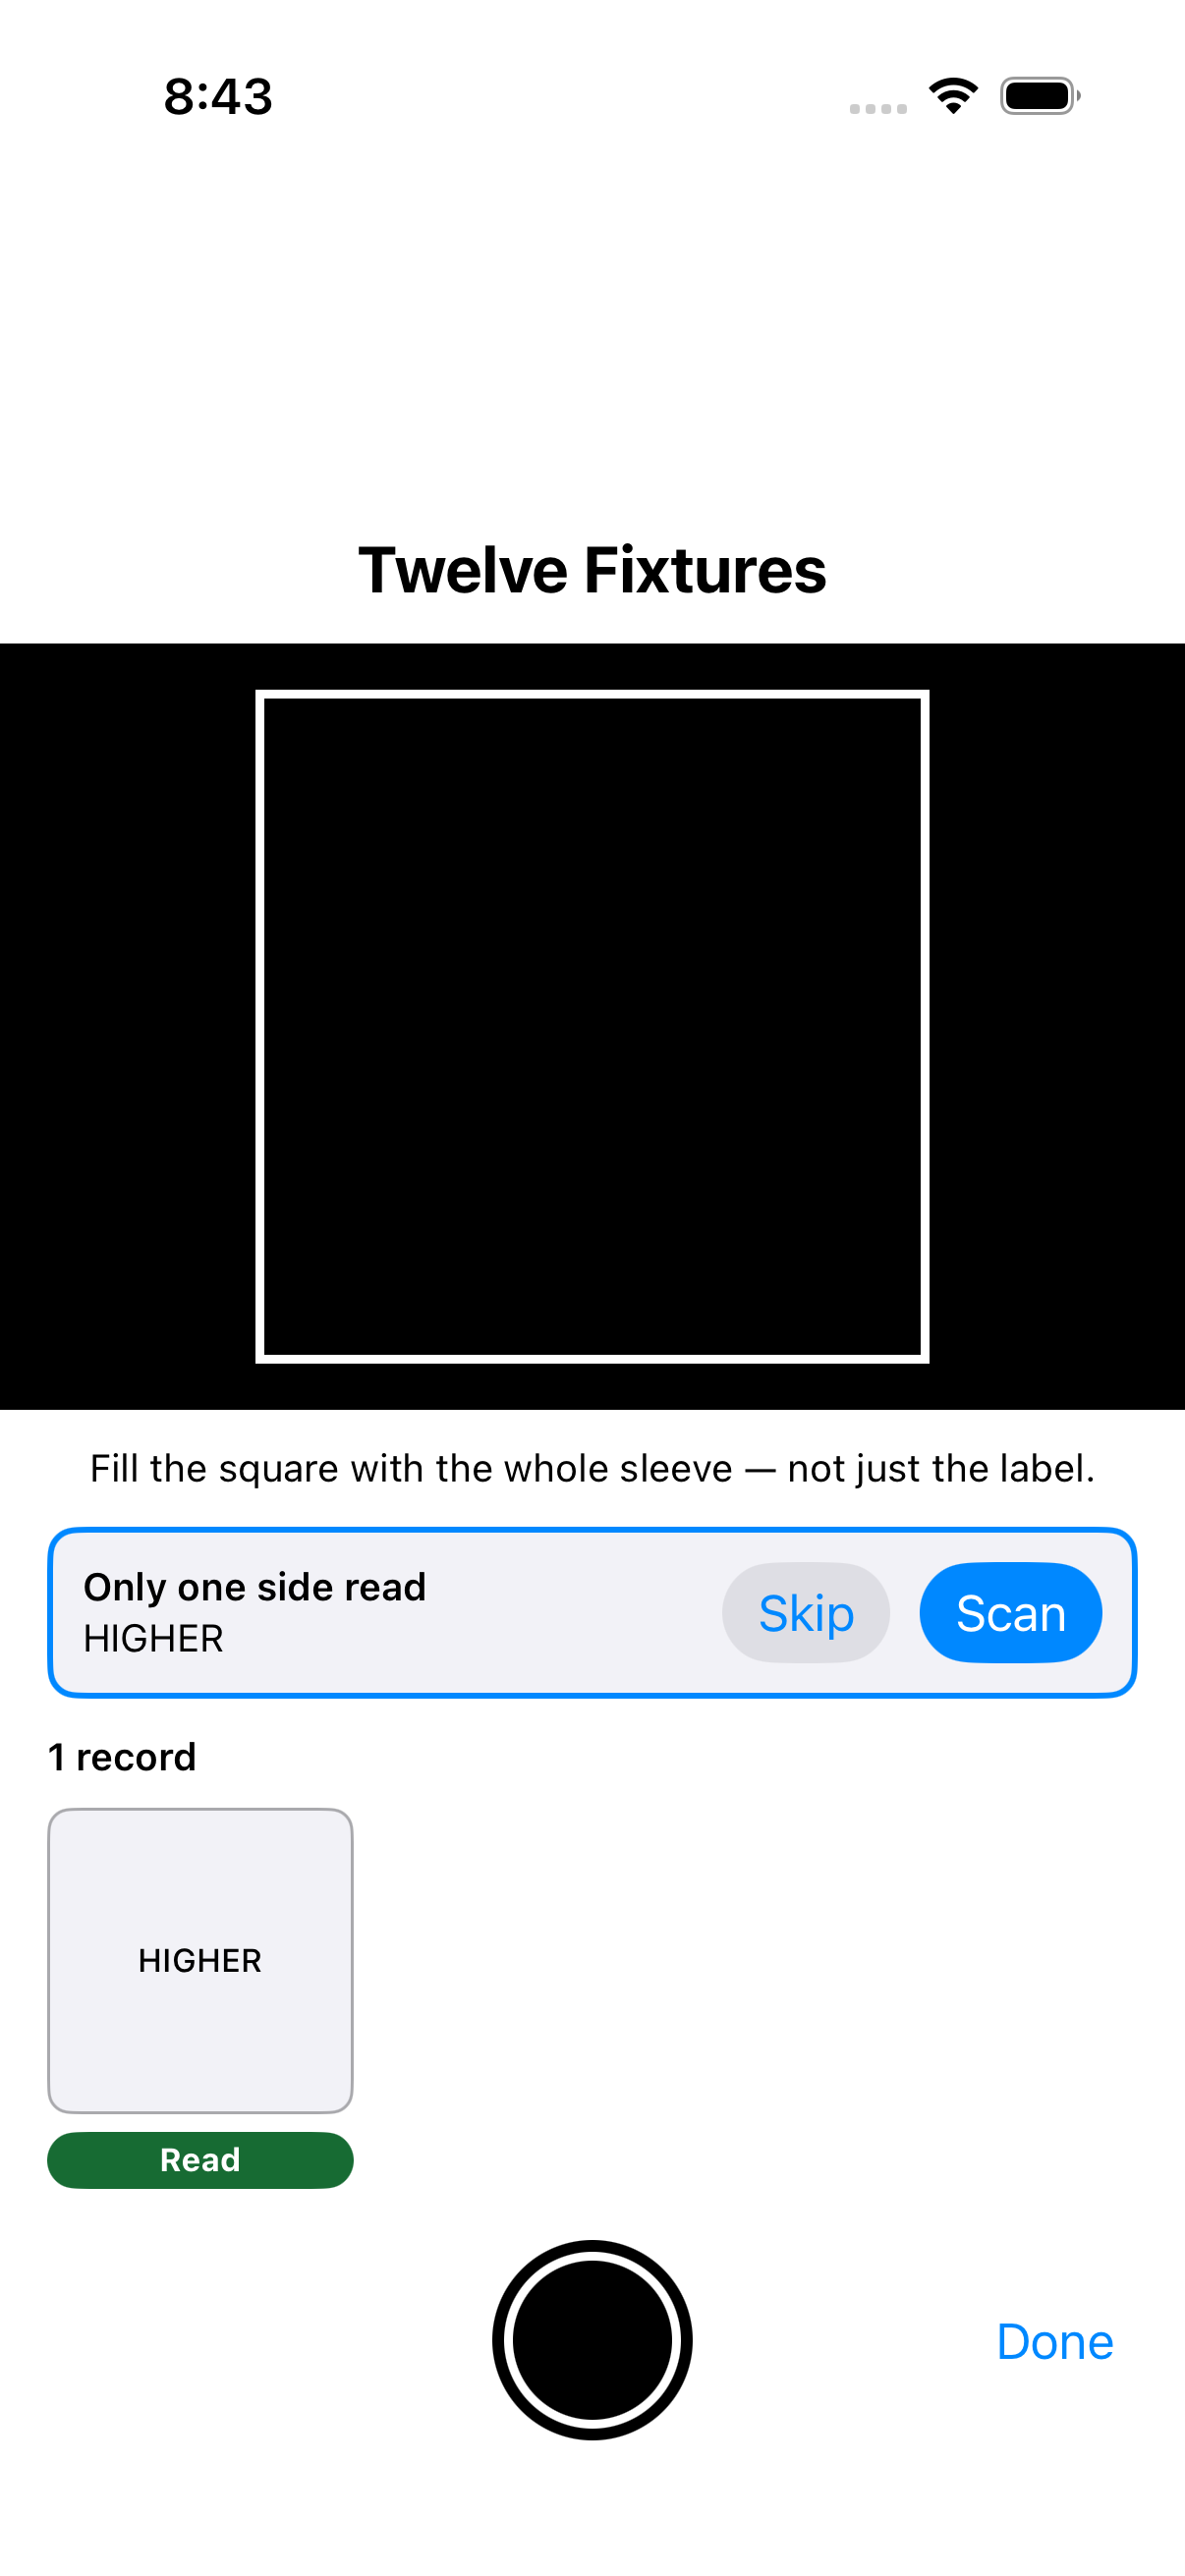 8:43
Twelve Fixtures
Fill the square with the whole sleeve — not just the label.
Only one side read
HIGHER
Skip
Scan
1 record
HIGHER
Read
Done